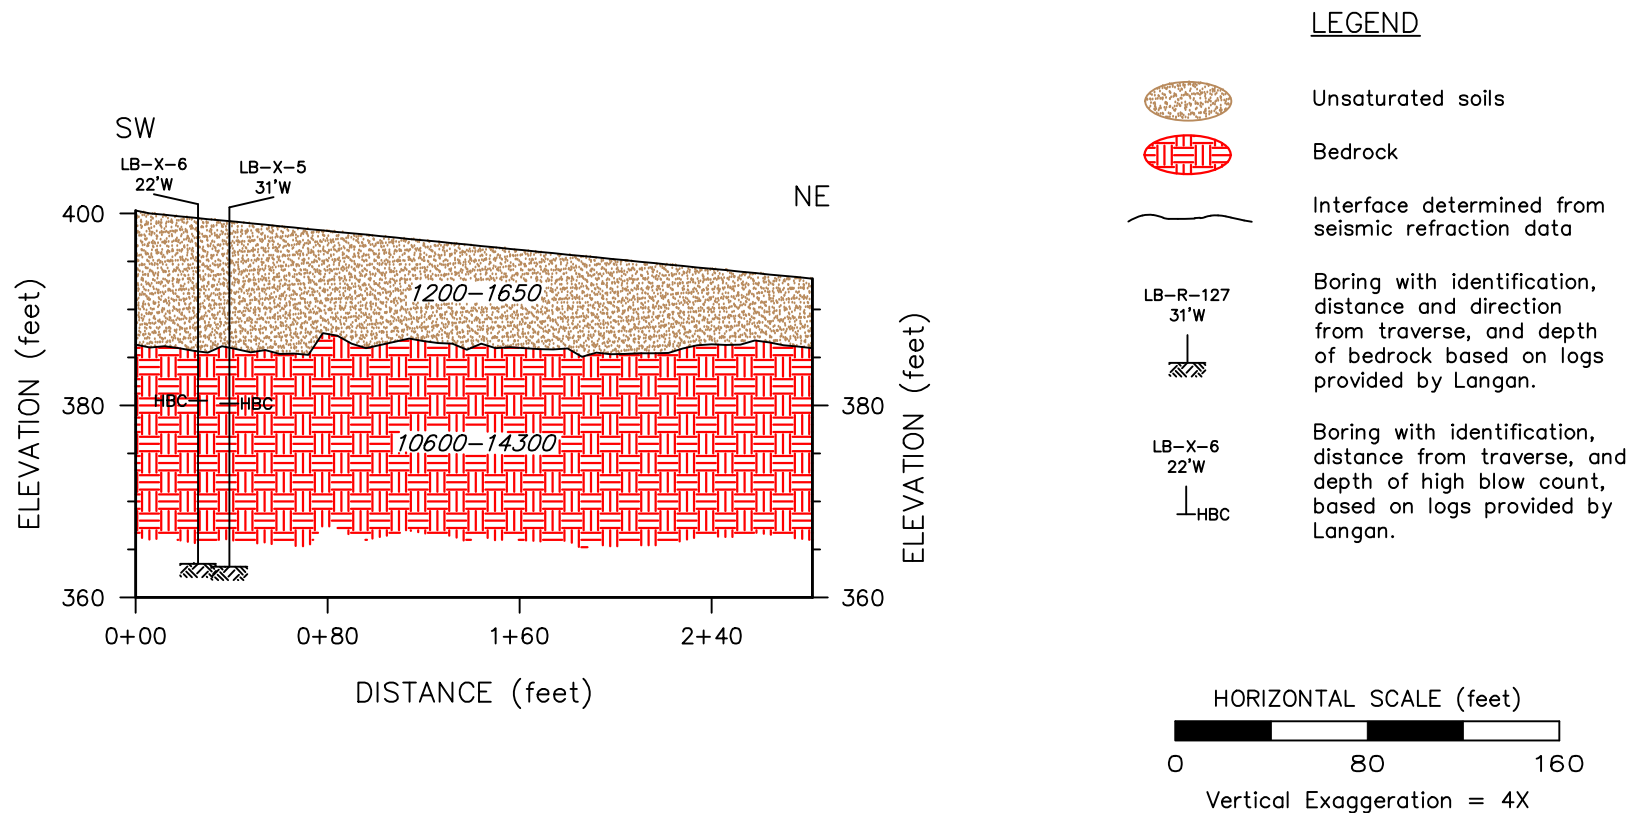 SW
LB-X-6
22'W
LB-X-5
31'W
NE
400
380
360
ELEVATION (feet)
1200-1650
HBC
HBC
10600-14300
380
360
ELEVATION (feet)
0+00
0+80
1+60
2+40
DISTANCE (feet)
LEGEND
Unsaturated soils
Bedrock
Interface determined from
seismic refraction data
LB-R-127
31'W
Boring with identification,
distance and direction
from traverse, and depth
of bedrock based on logs
provided by Langan.
LB-X-6
22'W
HBC
Boring with identification,
distance from traverse, and
depth of high blow count,
based on logs provided by
Langan.
HORIZONTAL SCALE (feet)
0
80
160
Vertical Exaggeration = 4X